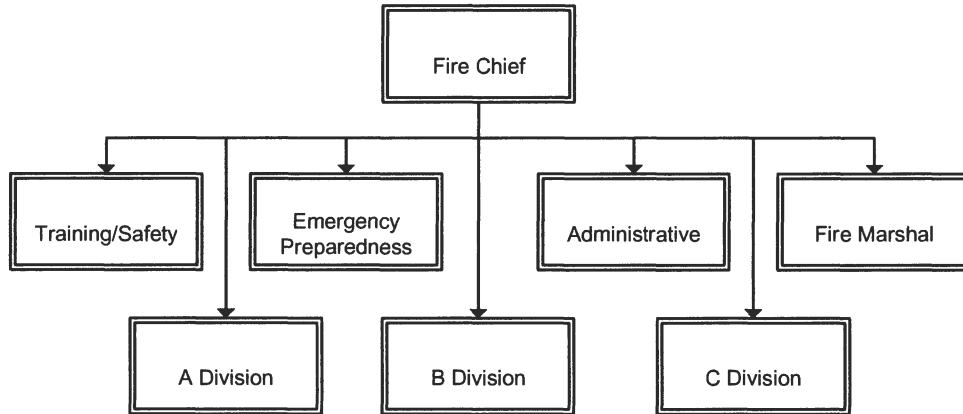 Fire Chief
Training/Safety
Emergency
Preparedness
Administrative
Fire Marshal
A Division
B Division
C Division